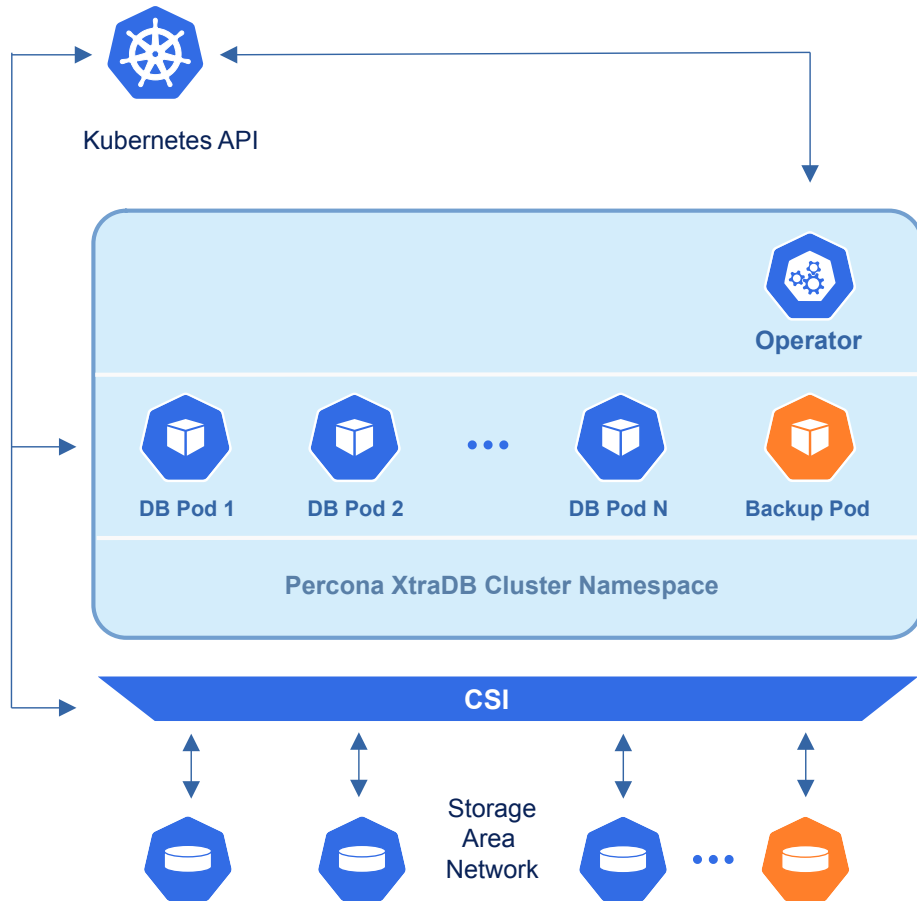 Kubernetes API
Operator
DB Pod 1
DB Pod 2
DB Pod N
Backup Pod
Percona XtraDB Cluster Namespace
CSI
Storage
Area
Network